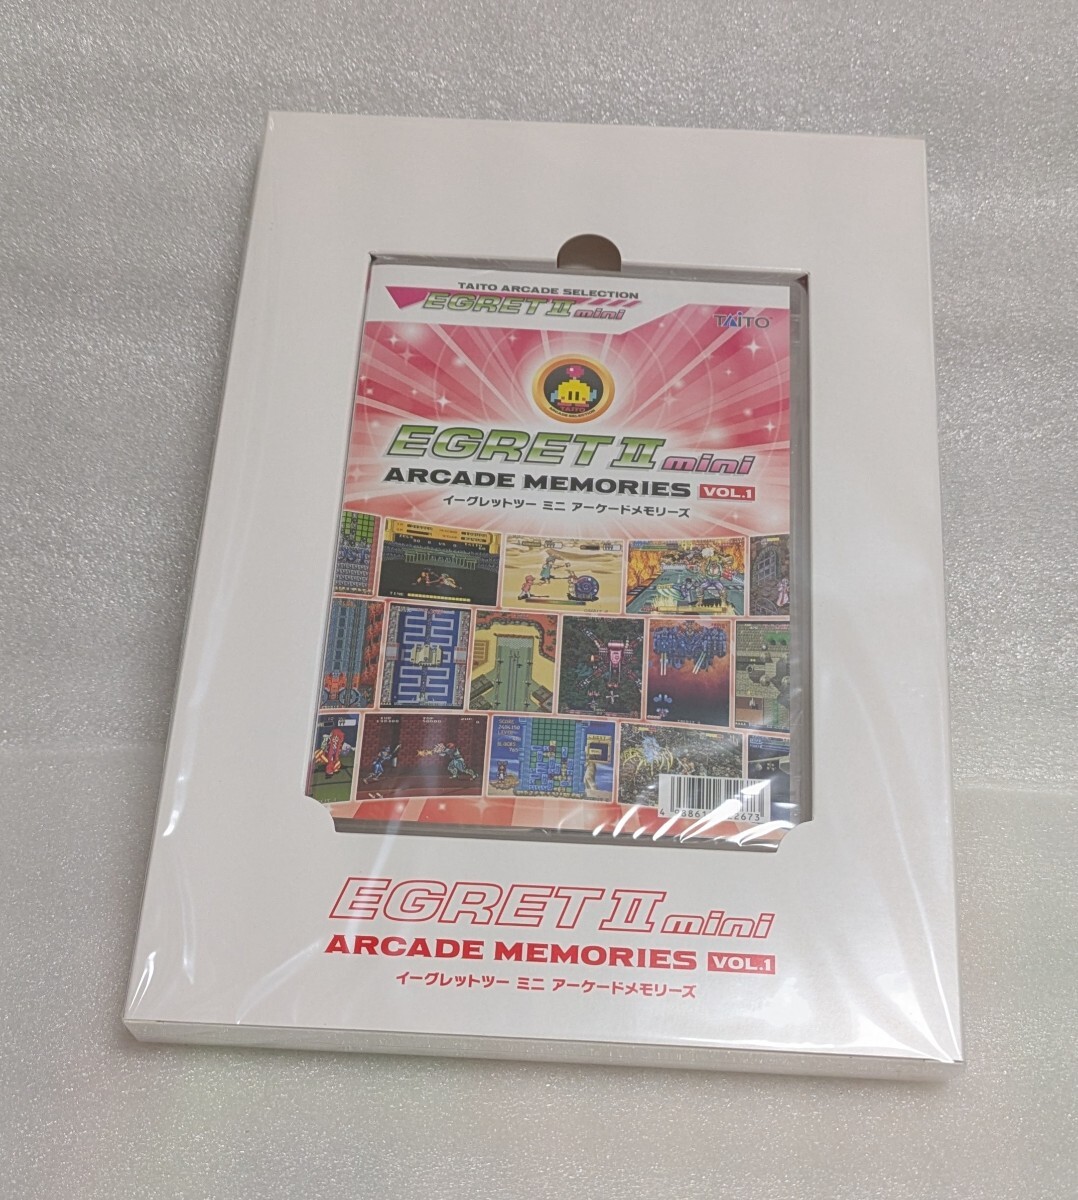 TAITO ARCADE SELECTION
EGRET II mini
TAITO
TAITO
ARCADE SELECTION
EGRET II mini
ARCADE MEMORIES VOL.1
イーグレットツー ミニ アーケードメモリーズ
EGRET II mini
ARCADE MEMORIES VOL.1
イーグレットツー ミニ アーケードメモリーズ